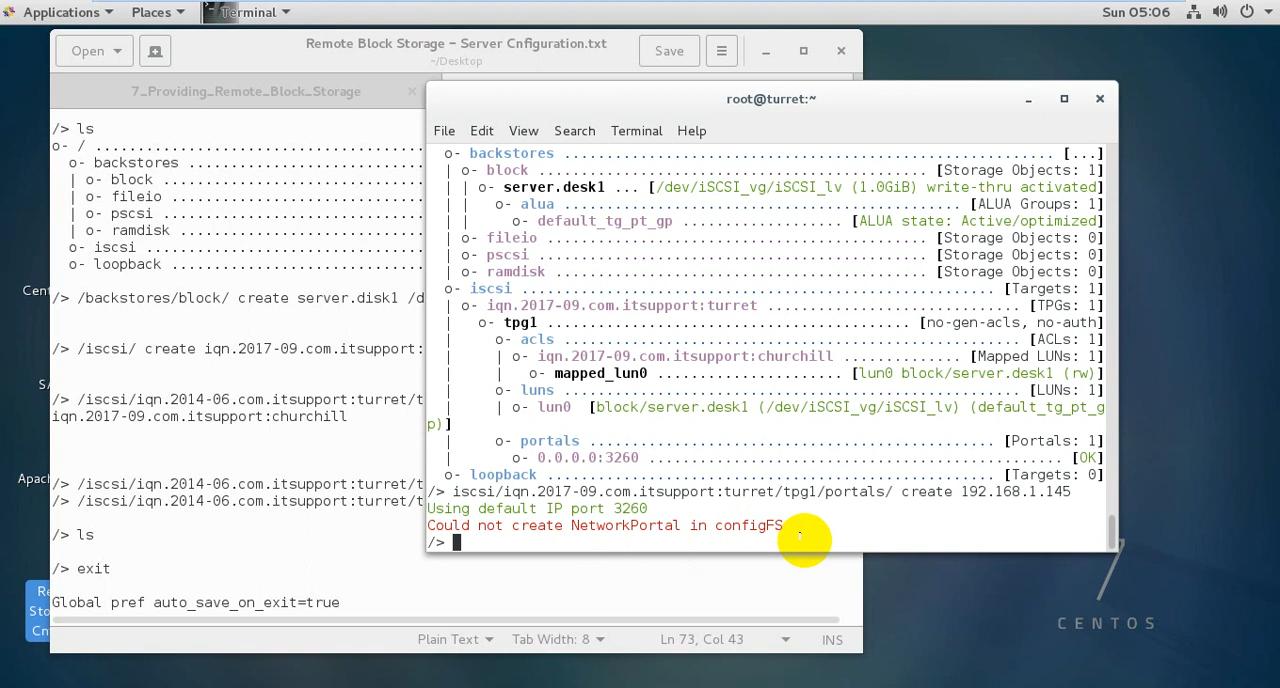 Applications Places Terminal Sun 05:06
Open Remote Block Storage – Server Cnfiguration.txt Save
~/Desktop
7_Providing_Remote_Block_Storage
/> ls
o- / ........................................
o- backstores ............................
| o- block ................................
| o- fileio ...............................
| o- pscsi ................................
| o- ramdisk ..............................
o- iscsi .................................
o- loopback ..............................
/> /backstores/block/ create server.disk1 /d
/> /iscsi/ create iqn.2017-09.com.itsupport:
/> /iscsi/iqn.2014-06.com.itsupport:turret/t
iqn.2017-09.com.itsupport:churchill
/> /iscsi/iqn.2014-06.com.itsupport:turret/t
/> /iscsi/iqn.2014-06.com.itsupport:turret/t
/> ls
/> exit
Global pref auto_save_on_exit=true
Plain Text Tab Width: 8 Ln 73, Col 43 INS
root@turret:~
File Edit View Search Terminal Help
o- backstores .......................................................... [...]
| o- block .............................................. [Storage Objects: 1]
| | o- server.desk1 ... [/dev/iSCSI_vg/iSCSI_lv (1.0GiB) write-thru activated]
| | o- alua ............................................... [ALUA Groups: 1]
| | o- default_tg_pt_gp ................... [ALUA state: Active/optimized]
| o- fileio ............................................. [Storage Objects: 0]
| o- pscsi .............................................. [Storage Objects: 0]
| o- ramdisk ............................................ [Storage Objects: 0]
o- iscsi ........................................................ [Targets: 1]
| o- iqn.2017-09.com.itsupport:turret .............................. [TPGs: 1]
| o- tpg1 ........................................... [no-gen-acls, no-auth]
| o- acls ...................................................... [ACLs: 1]
| | o- iqn.2017-09.com.itsupport:churchill .............. [Mapped LUNs: 1]
| | o- mapped_lun0 ...................... [lun0 block/server.desk1 (rw)]
| o- luns ...................................................... [LUNs: 1]
| | o- lun0 [block/server.desk1 (/dev/iSCSI_vg/iSCSI_lv) (default_tg_pt_g
p)]
| o- portals ................................................ [Portals: 1]
| o- 0.0.0.0:3260 ................................................. [OK]
o- loopback ..................................................... [Targets: 0]
/> iscsi/iqn.2017-09.com.itsupport:turret/tpg1/portals/ create 192.168.1.145
Using default IP port 3260
Could not create NetworkPortal in configFS
/>
Cent
SA
Apach
Re
Sto
Cn
7
CENTOS